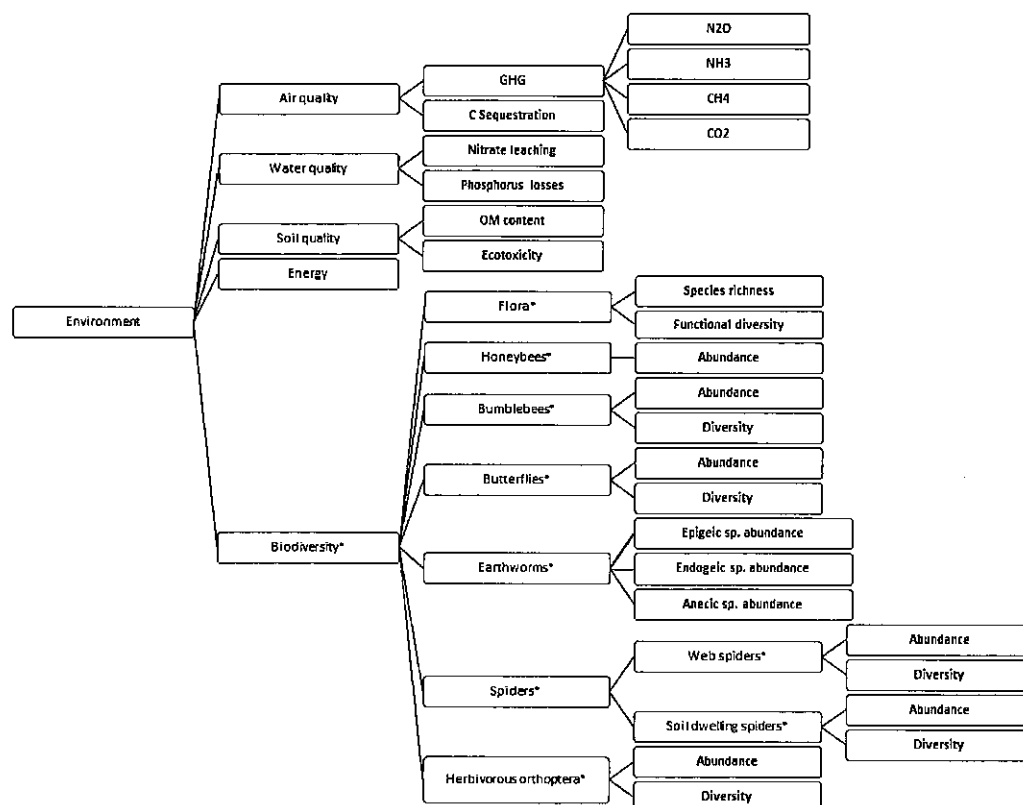 N2O
NH3
GHG
CH4
Air quality
C Sequestration
CO2
Nitrate leaching
Water quality
Phosphorus losses
OM content
Soil quality
Ecotoxicity
Energy
Species richness
Flora*
Environment
Functional diversity
Honeybees*
Abundance
Abundance
Bumblebees*
Diversity
Abundance
Butterflies*
Diversity
Epigeic sp. abundance
Biodiversity*
Earthworms*
Endogeic sp. abundance
Anecic sp. abundance
Abundance
Web spiders*
Diversity
Spiders*
Abundance
Soil dwelling spiders*
Diversity
Abundance
Herbivorous orthoptera*
Diversity